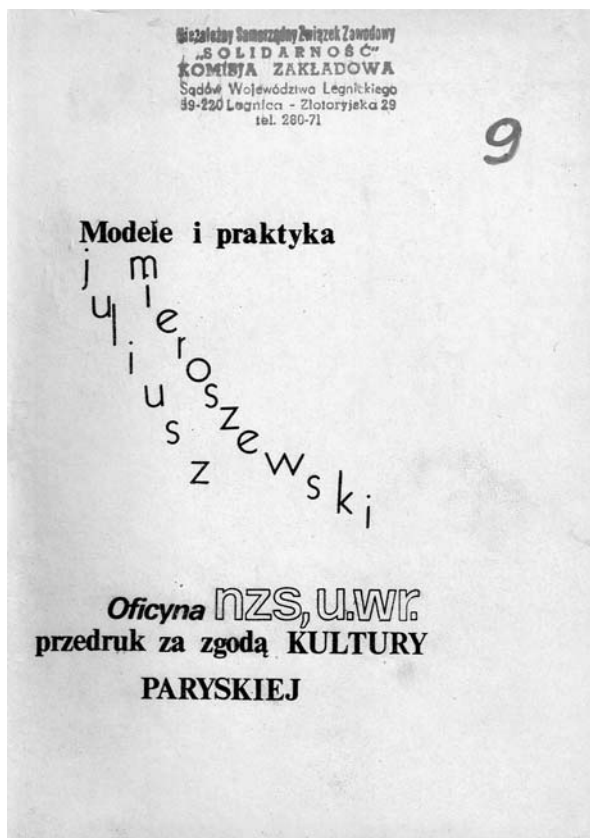 Niezależny Samorządny Związek Zawodowy
„SOLIDARNOŚĆ”
KOMISJA ZAKŁADOWA
Sądów Województwa Legnickiego
59-220 Legnica - Złotoryjska 29
tel. 280-71
9
Modele i praktyka
juliusz
mieroszewski
Oficyna nzs, u.wr.
przedruk za zgodą KULTURY
PARYSKIEJ